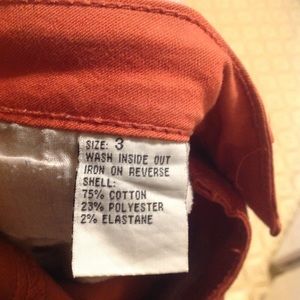 SIZE: 3
WASH INSIDE OUT
IRON ON REVERSE
SHELL:
75% COTTON
23% POLYESTER
2% ELASTANE